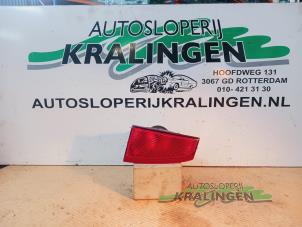 AUTOSLOPERIJ
KRALINGEN
HOOFDWEG 131
3067 GD ROTTERDAM
010- 421 31 30
AUTOSLOPERIJKRALINGEN.NL
AUTOSLOPERIJ
KRALINGEN